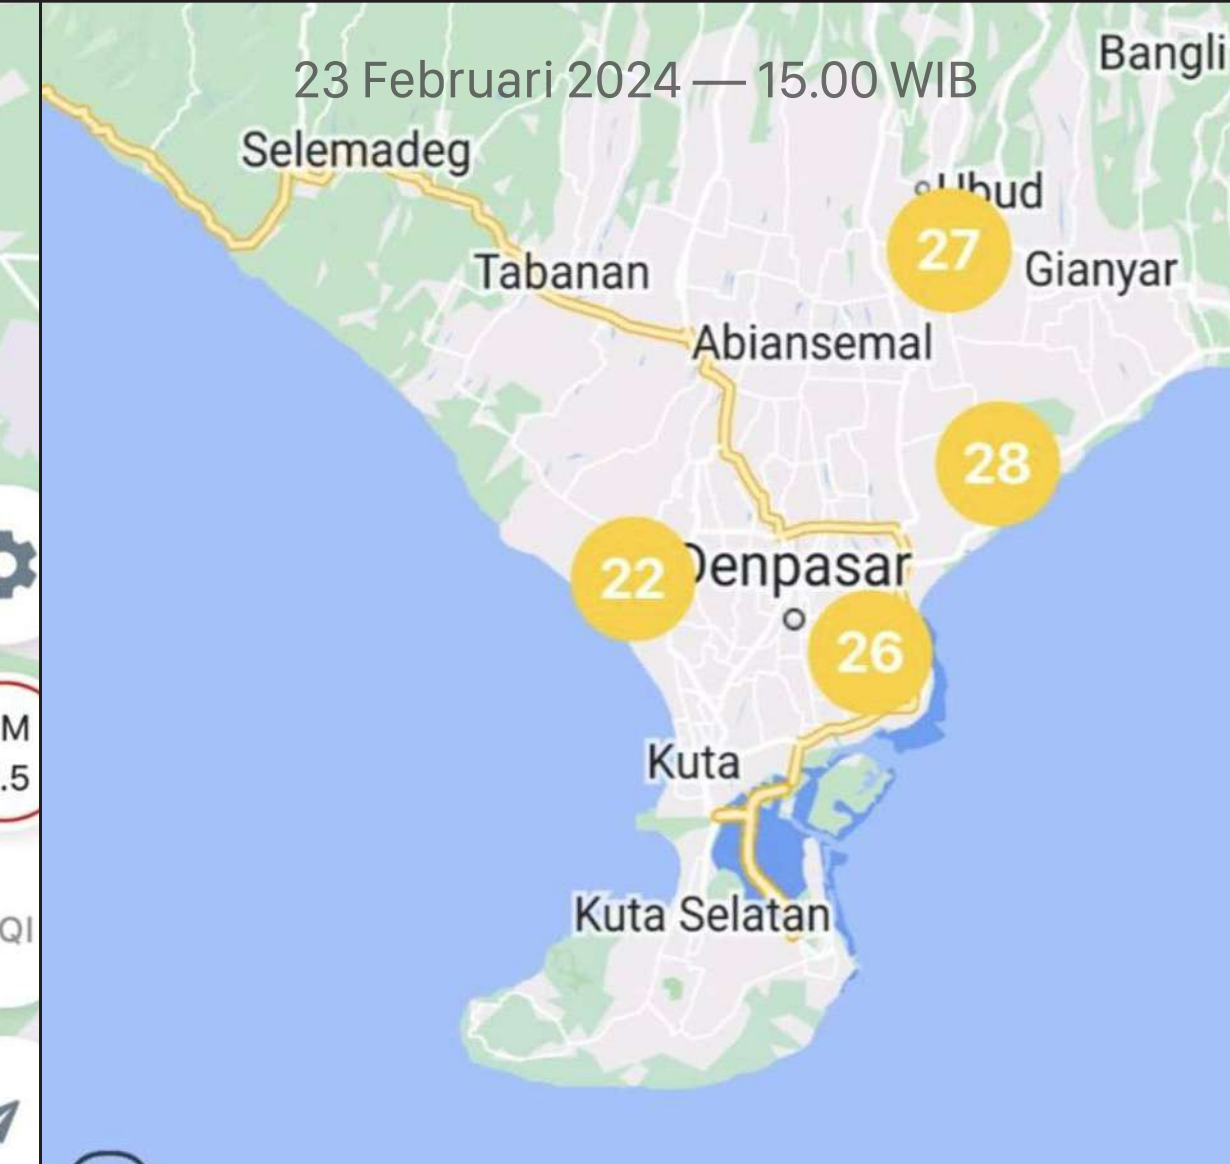 Bangli
23 Februari 2024 — 15.00 WIB
Selemadeg
Ubud
27
Tabanan
Gianyar
Abiansemal
28
22
Denpasar
26
M
.5
Kuta
Kuta Selatan
QI